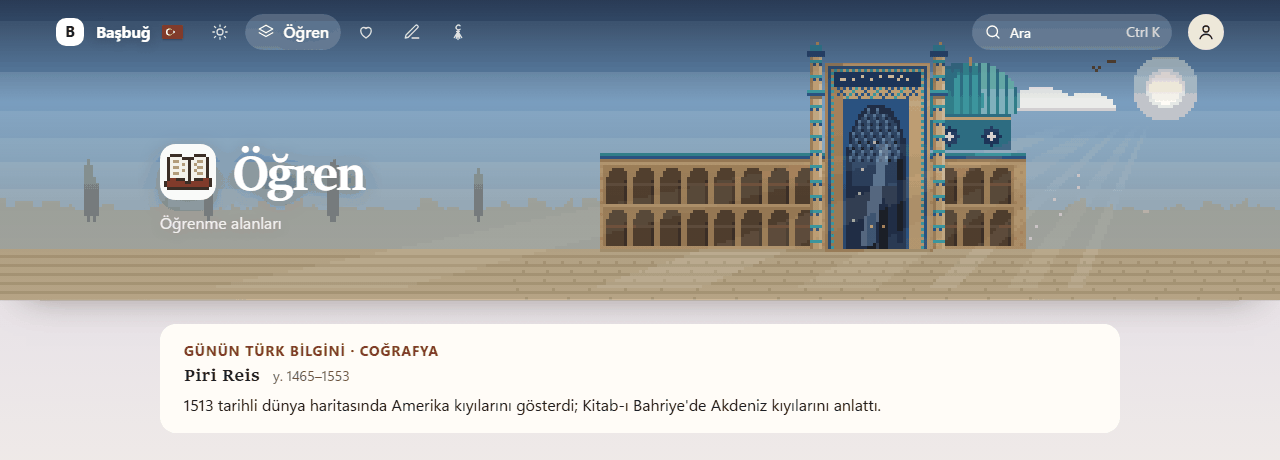 B Başbuğ Öğren Ara Ctrl K
Öğren
Öğrenme alanları
GÜNÜN TÜRK BİLGİNİ · COĞRAFYA
Piri Reis y. 1465–1553
1513 tarihli dünya haritasında Amerika kıyılarını gösterdi; Kitab-ı Bahriye'de Akdeniz kıyılarını anlattı.